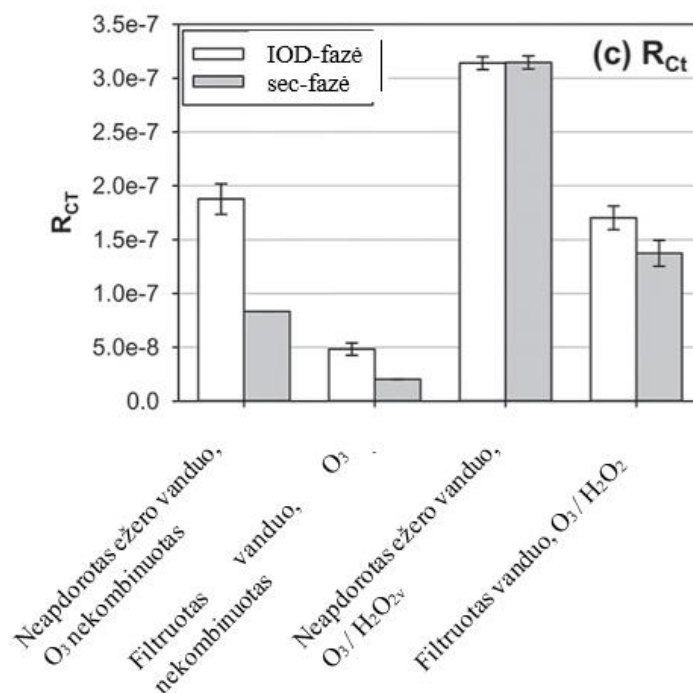 3.5e-7
3.0e-7
2.5e-7
2.0e-7
1.5e-7
1.0e-7
5.0e-8
0.0
R_CT
IOD-fazė
sec-fazė
(c) R_Ct
Neapdorotas ežero vanduo,
O₃ nekombinuotas
Filtruotas vanduo, O₃
nekombinuotas
Neapdorotas ežero vanduo,
O₃ / H₂O₂ᵥ
Filtruotas vanduo, O₃ / H₂O₂